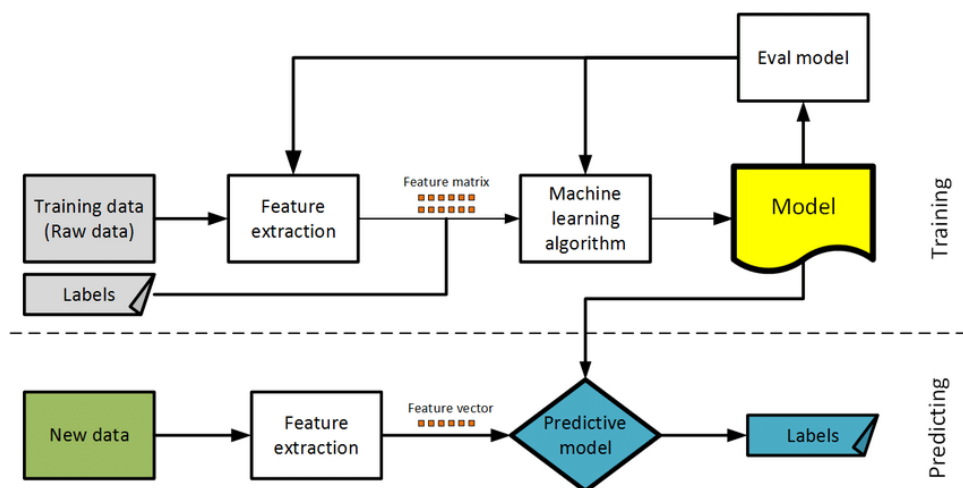 Eval model
Feature matrix
Training data
(Raw data)
Feature
extraction
Machine
learning
algorithm
Model
Training
Labels
New data
Feature
extraction
Feature vector
Predictive
model
Labels
Predicting